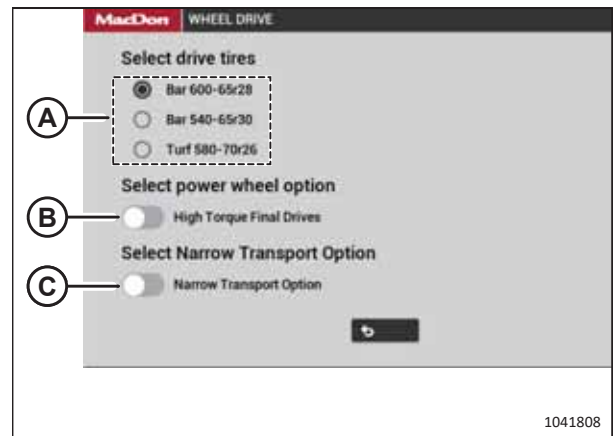 MacDon WHEEL DRIVE
Select drive tires
Bar 600-65r28
A
Bar 540-65r30
Turf 580-70r26
Select power wheel option
B
High Torque Final Drives
Select Narrow Transport Option
C
Narrow Transport Option
1041808